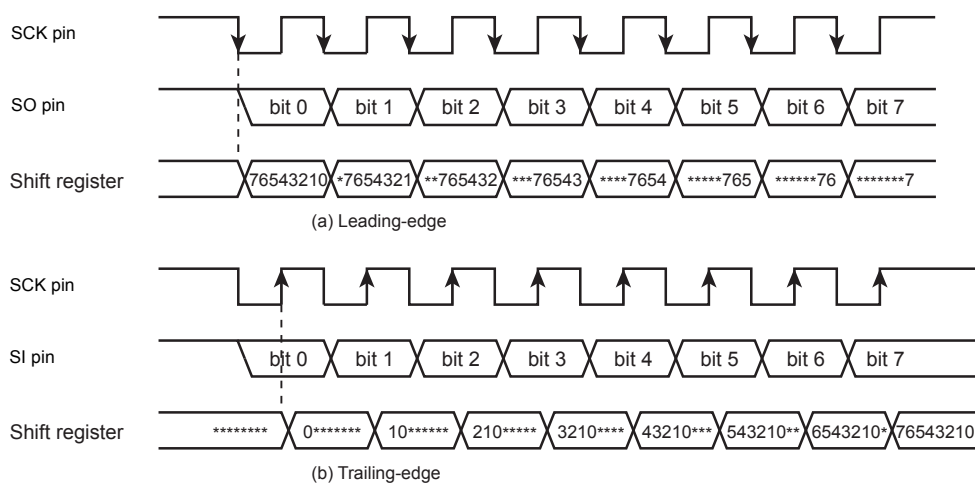 SCK pin
SO pin bit 0 bit 1 bit 2 bit 3 bit 4 bit 5 bit 6 bit 7
Shift register 76543210 *7654321 **765432 ***76543 ****7654 *****765 ******76 *******7
(a) Leading-edge
SCK pin
SI pin bit 0 bit 1 bit 2 bit 3 bit 4 bit 5 bit 6 bit 7
Shift register ******** 0******* 10****** 210***** 3210**** 43210*** 543210** 6543210* 76543210
(b) Trailing-edge